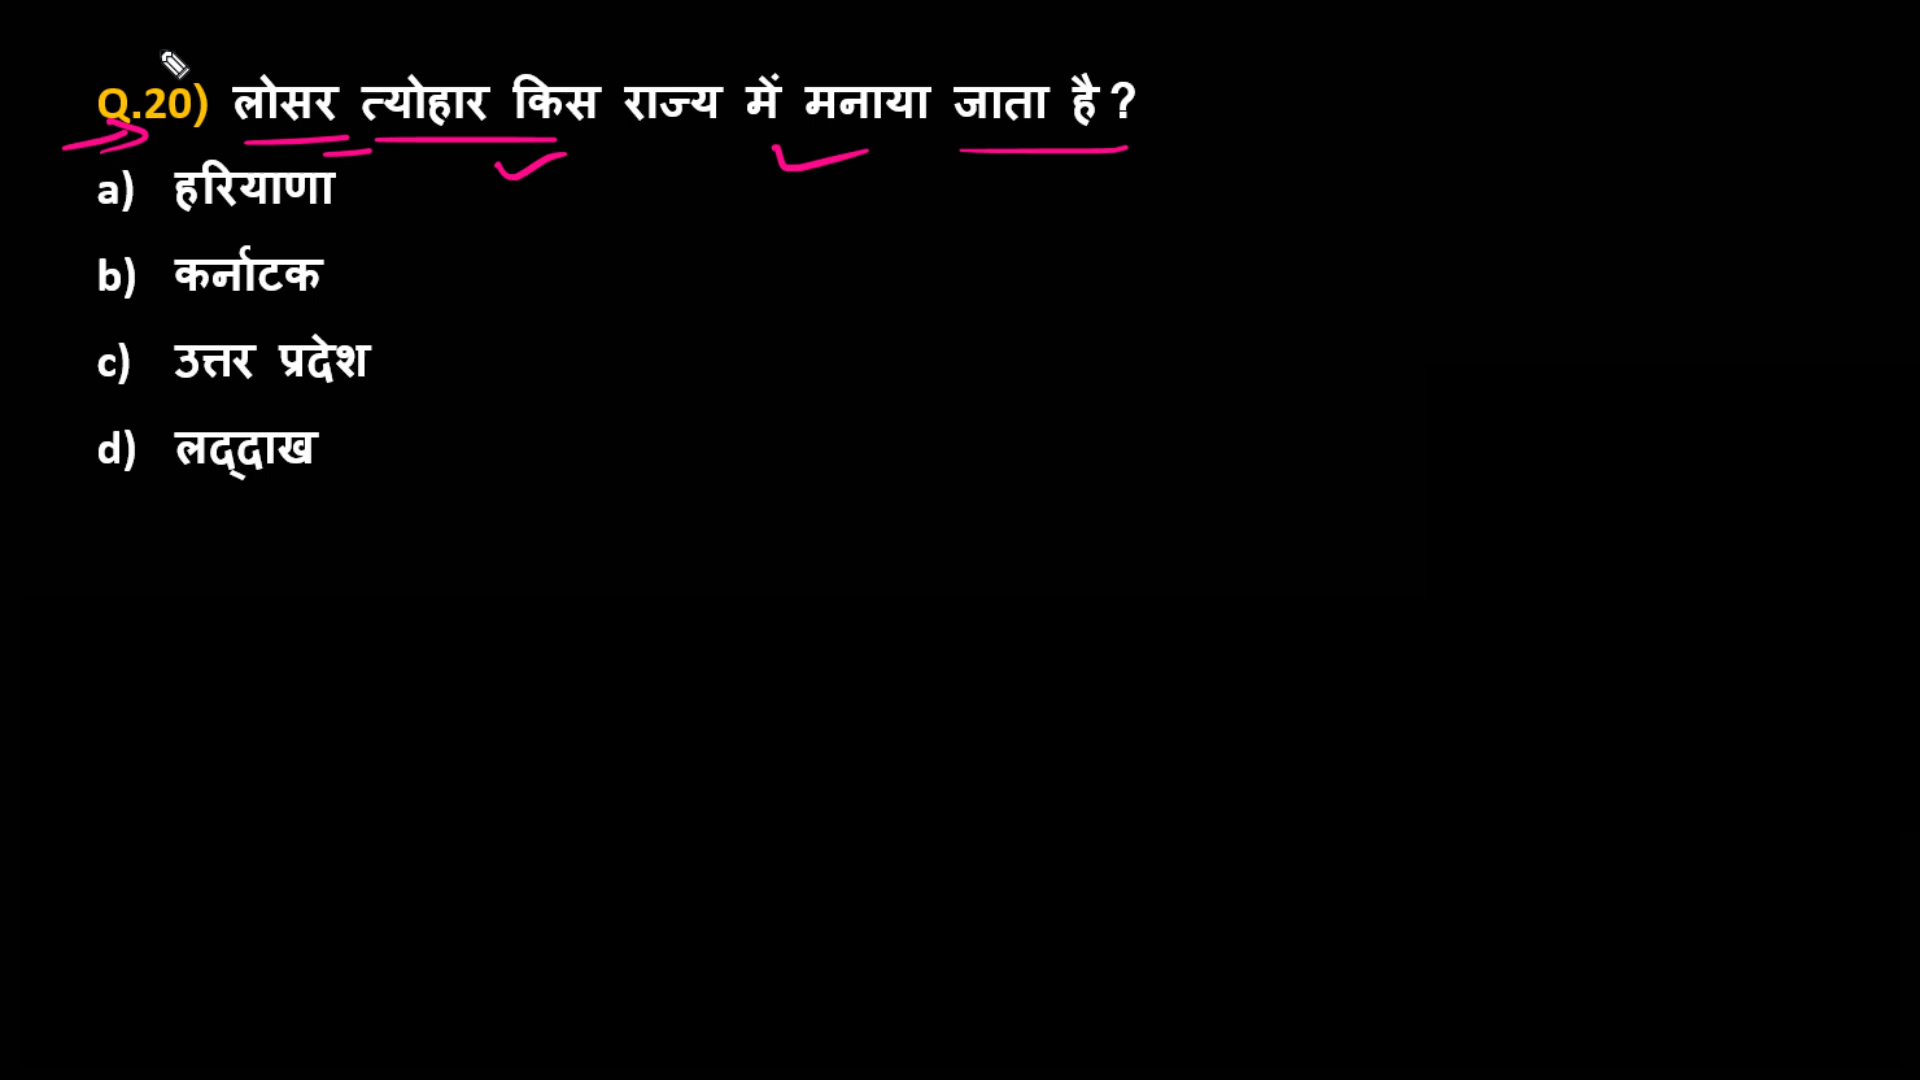 Q.20) लोसर त्योहार किस राज्य में मनाया जाता है ?
a) हरियाणा
b) कर्नाटक
c) उत्तर प्रदेश
d) लद्‌दाख